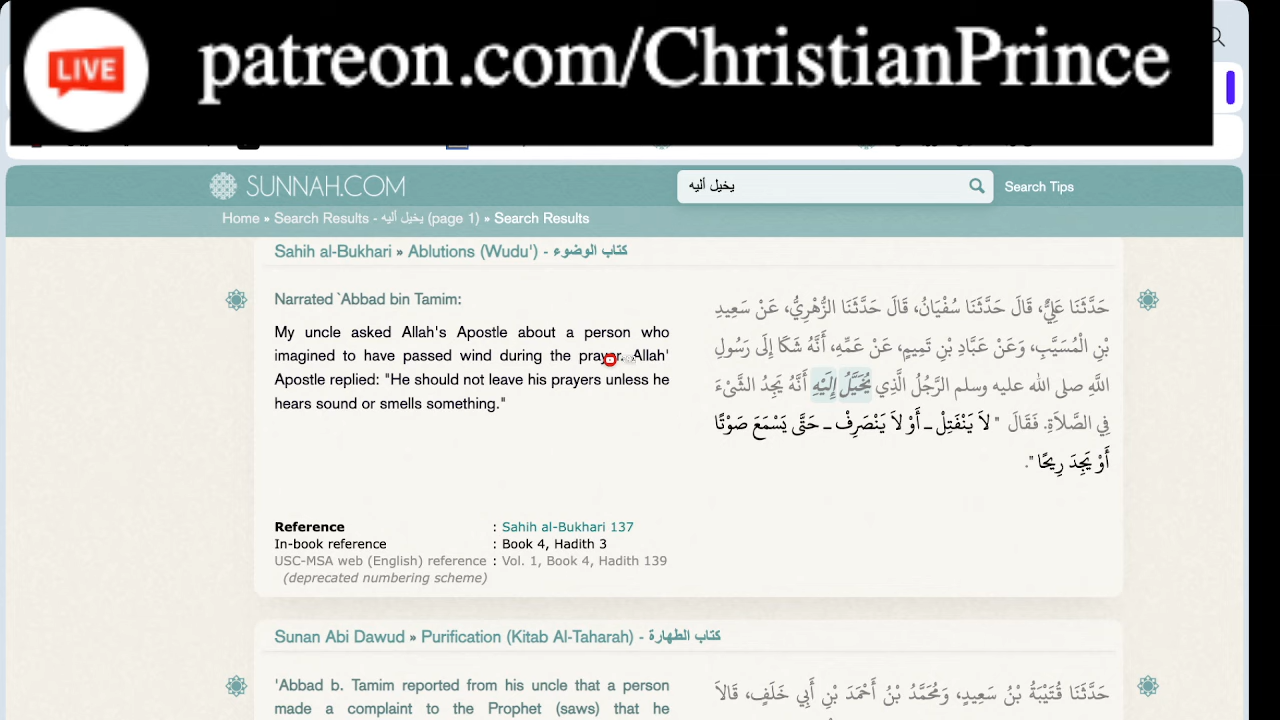 LIVE
patreon.com/ChristianPrince
SUNNAH.COM
يخيل أليه
Search Tips
Home » Search Results - يخيل أليه (page 1) » Search Results
Sahih al-Bukhari » Ablutions (Wudu') - كتاب الوضوء
Narrated `Abbad bin Tamim:
My uncle asked Allah's Apostle about a person who
imagined to have passed wind during the prayer. Allah'
Apostle replied: "He should not leave his prayers unless he
hears sound or smells something."
حَدَّثَنَا عَلِيٌّ، قَالَ حَدَّثَنَا سُفْيَانُ، قَالَ حَدَّثَنَا الزُّهْرِيُّ، عَنْ سَعِيدِ
بْنِ الْمُسَيَّبِ، وَعَنْ عَبَّادِ بْنِ تَمِيمٍ، عَنْ عَمِّهِ، أَنَّهُ شَكَا إِلَى رَسُولِ
اللَّهِ صلى الله عليه وسلم الرَّجُلُ الَّذِي يُخَيَّلُ إِلَيْهِ أَنَّهُ يَجِدُ الشَّىْءَ
فِي الصَّلاَةِ. فَقَالَ " لاَ يَنْفَتِلْ ـ أَوْ لاَ يَنْصَرِفْ ـ حَتَّى يَسْمَعَ صَوْتًا
أَوْ يَجِدَ رِيحًا ".
Reference : Sahih al-Bukhari 137
In-book reference : Book 4, Hadith 3
USC-MSA web (English) reference : Vol. 1, Book 4, Hadith 139
(deprecated numbering scheme)
Sunan Abi Dawud » Purification (Kitab Al-Taharah) - كتاب الطهارة
'Abbad b. Tamim reported from his uncle that a person
made a complaint to the Prophet (saws) that he
حَدَّثَنَا قُتَيْبَةُ بْنُ سَعِيدٍ، وَمُحَمَّدُ بْنُ أَحْمَدَ بْنِ أَبِي خَلَفٍ، قَالاَ